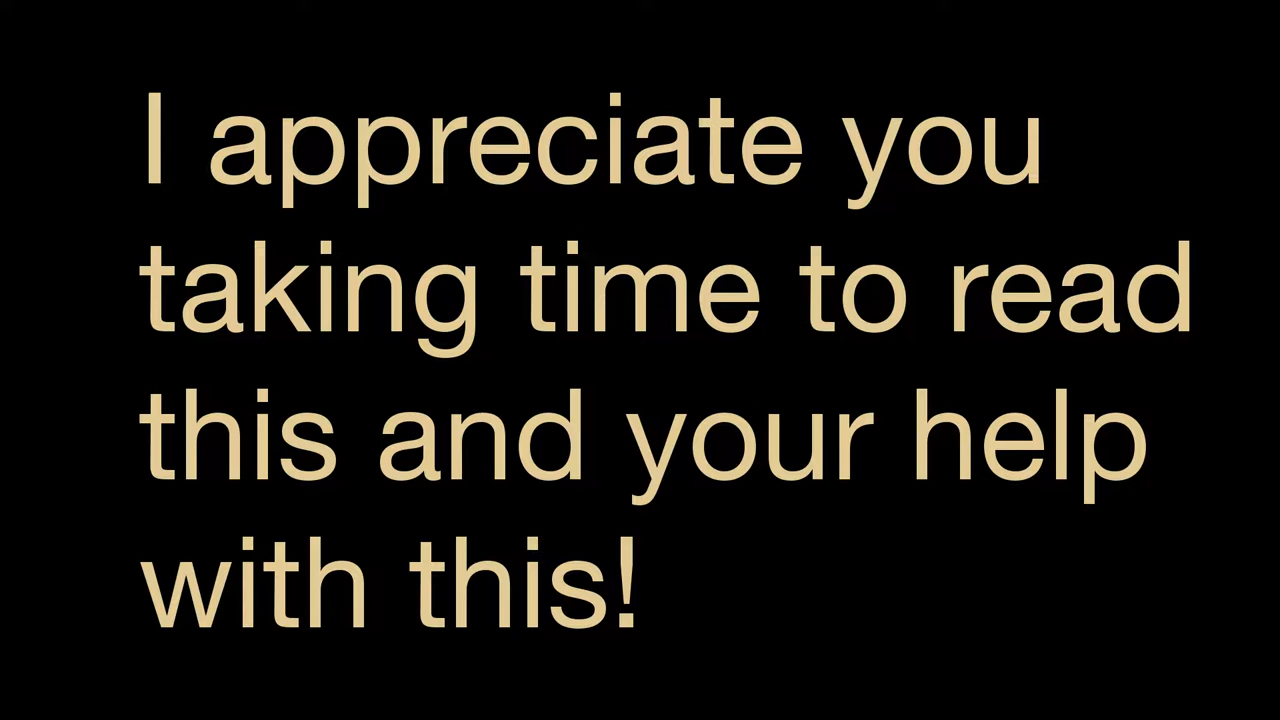 I appreciate you
taking time to read
this and your help
with this!